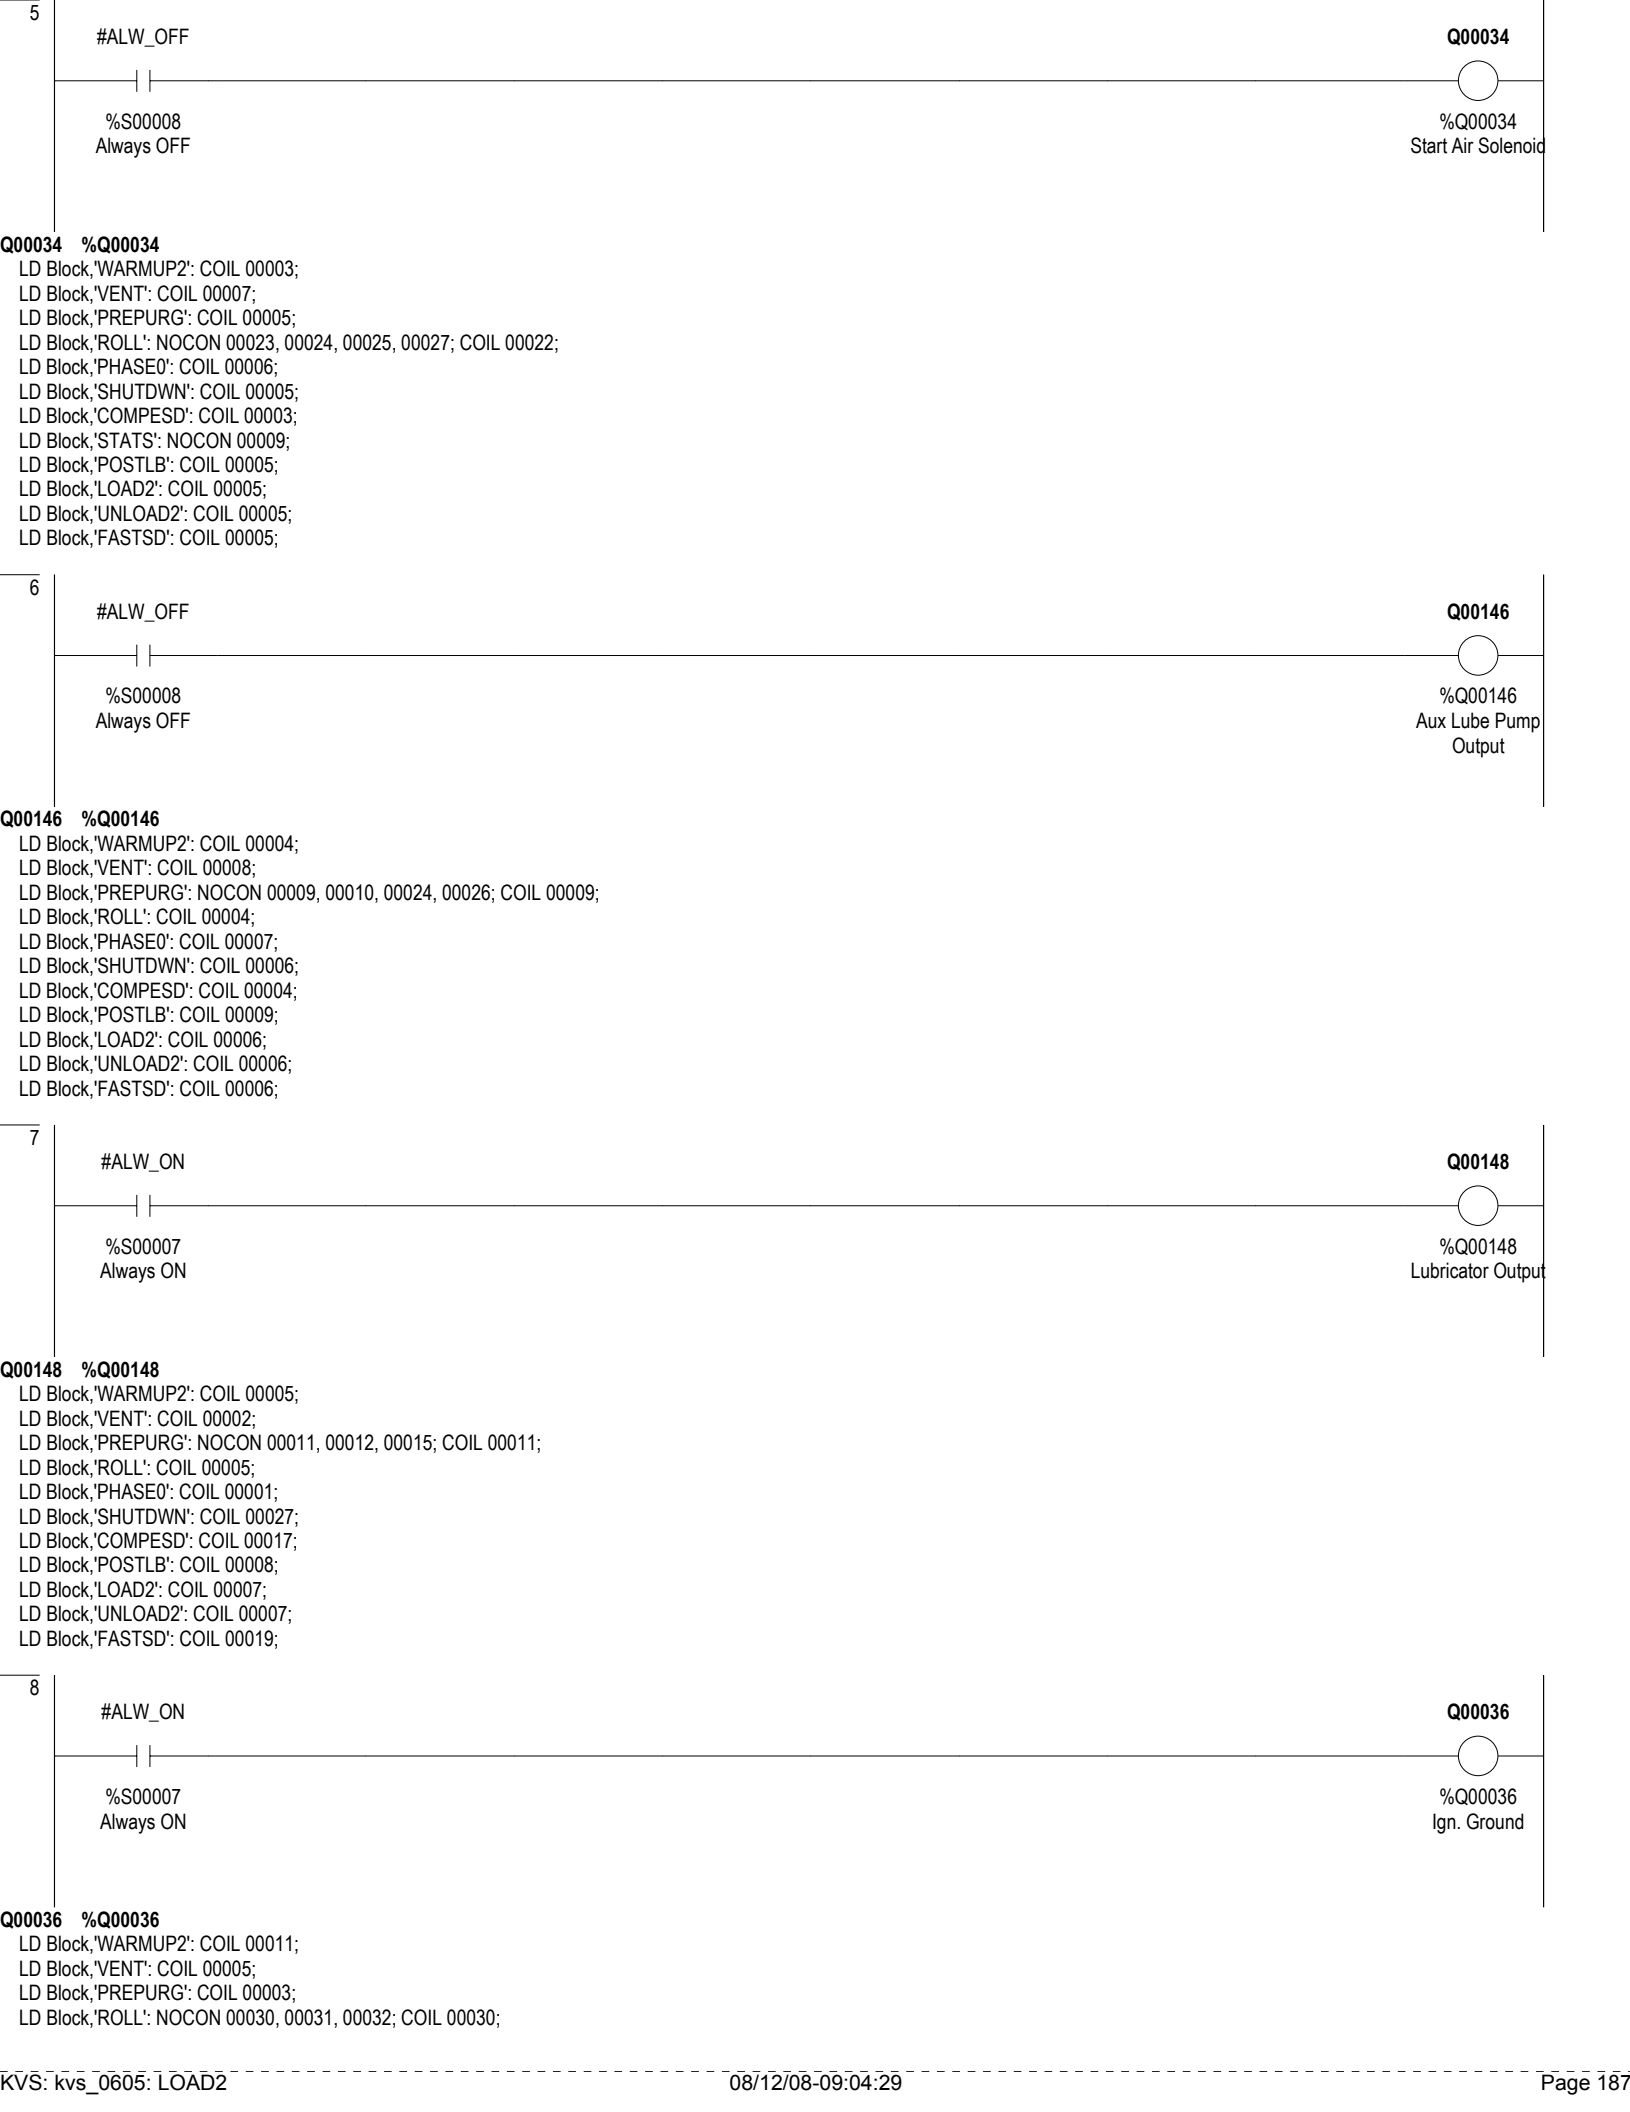 5
#ALW_OFF Q00034
%S00008 %Q00034
Always OFF Start Air Solenoid
Q00034 %Q00034
LD Block,'WARMUP2': COIL 00003;
LD Block,'VENT': COIL 00007;
LD Block,'PREPURG': COIL 00005;
LD Block,'ROLL': NOCON 00023, 00024, 00025, 00027; COIL 00022;
LD Block,'PHASE0': COIL 00006;
LD Block,'SHUTDWN': COIL 00005;
LD Block,'COMPESD': COIL 00003;
LD Block,'STATS': NOCON 00009;
LD Block,'POSTLB': COIL 00005;
LD Block,'LOAD2': COIL 00005;
LD Block,'UNLOAD2': COIL 00005;
LD Block,'FASTSD': COIL 00005;
6
#ALW_OFF Q00146
%S00008 %Q00146
Always OFF Aux Lube Pump
Output
Q00146 %Q00146
LD Block,'WARMUP2': COIL 00004;
LD Block,'VENT': COIL 00008;
LD Block,'PREPURG': NOCON 00009, 00010, 00024, 00026; COIL 00009;
LD Block,'ROLL': COIL 00004;
LD Block,'PHASE0': COIL 00007;
LD Block,'SHUTDWN': COIL 00006;
LD Block,'COMPESD': COIL 00004;
LD Block,'POSTLB': COIL 00009;
LD Block,'LOAD2': COIL 00006;
LD Block,'UNLOAD2': COIL 00006;
LD Block,'FASTSD': COIL 00006;
7
#ALW_ON Q00148
%S00007 %Q00148
Always ON Lubricator Output
Q00148 %Q00148
LD Block,'WARMUP2': COIL 00005;
LD Block,'VENT': COIL 00002;
LD Block,'PREPURG': NOCON 00011, 00012, 00015; COIL 00011;
LD Block,'ROLL': COIL 00005;
LD Block,'PHASE0': COIL 00001;
LD Block,'SHUTDWN': COIL 00027;
LD Block,'COMPESD': COIL 00017;
LD Block,'POSTLB': COIL 00008;
LD Block,'LOAD2': COIL 00007;
LD Block,'UNLOAD2': COIL 00007;
LD Block,'FASTSD': COIL 00019;
8
#ALW_ON Q00036
%S00007 %Q00036
Always ON Ign. Ground
Q00036 %Q00036
LD Block,'WARMUP2': COIL 00011;
LD Block,'VENT': COIL 00005;
LD Block,'PREPURG': COIL 00003;
LD Block,'ROLL': NOCON 00030, 00031, 00032; COIL 00030;
KVS: kvs_0605: LOAD2 08/12/08-09:04:29 Page 187